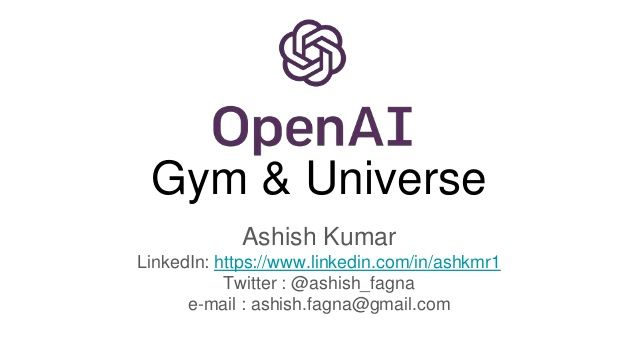 OpenAI
Gym & Universe
Ashish Kumar
LinkedIn: https://www.linkedin.com/in/ashkmr1
Twitter : @ashish_fagna
e-mail : ashish.fagna@gmail.com